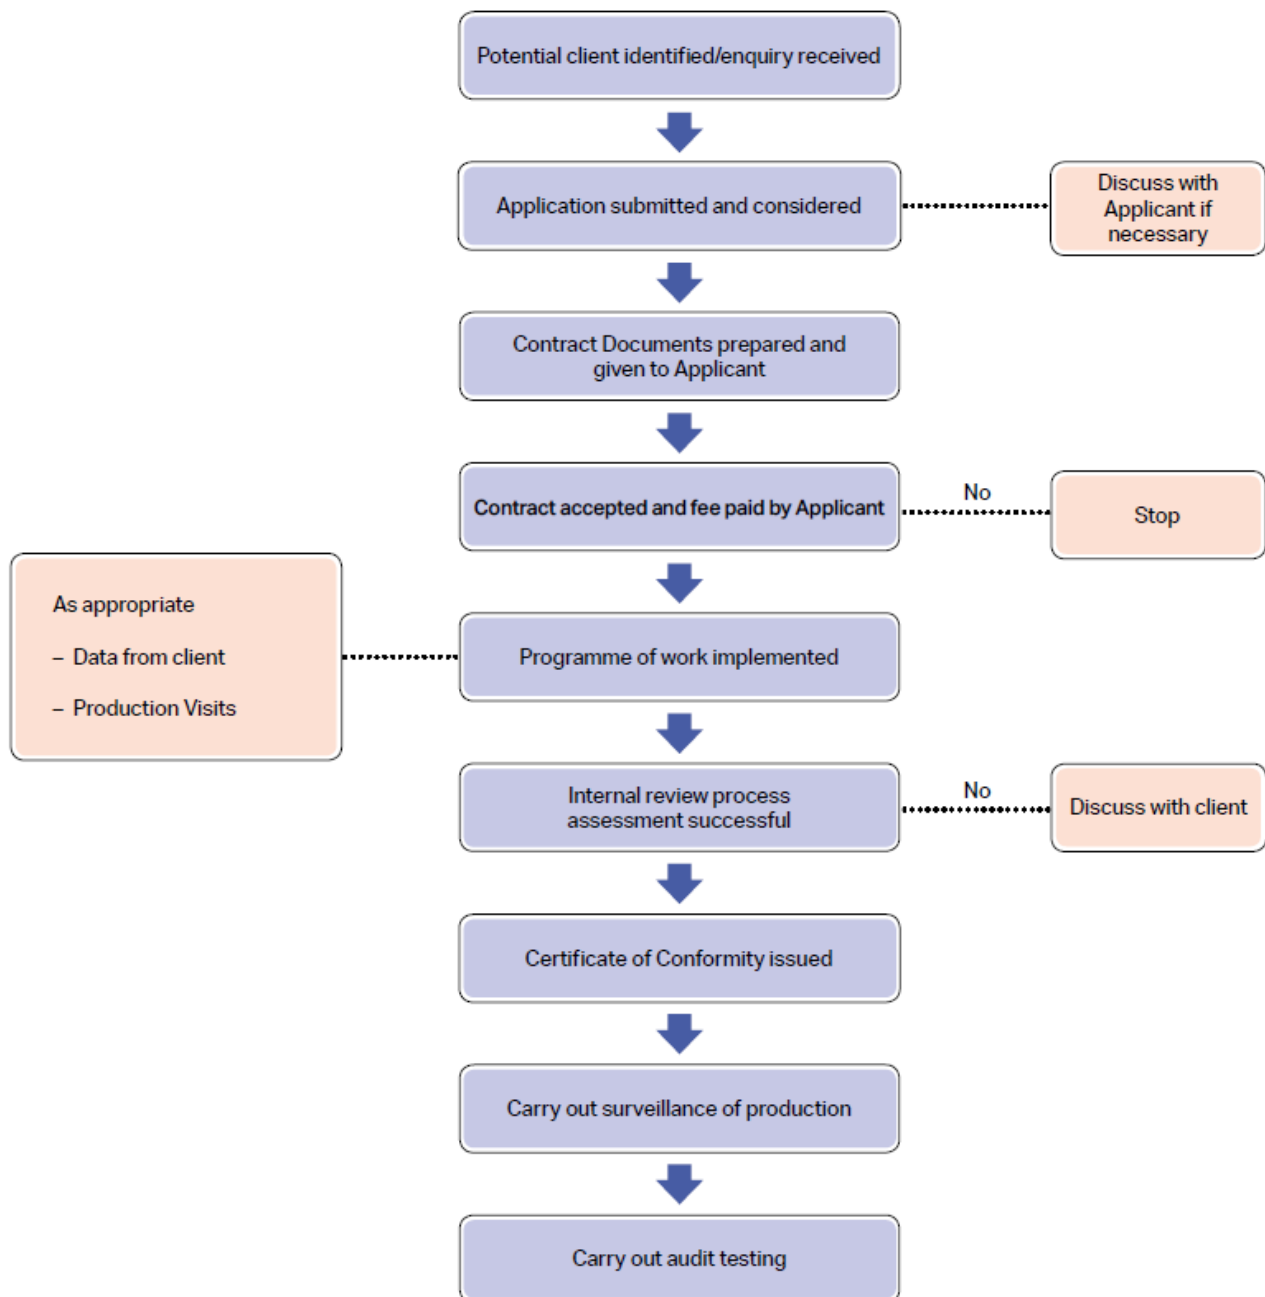 Potential client identified/enquiry received
Application submitted and considered
Discuss with
Applicant if
necessary
Contract Documents prepared and
given to Applicant
Contract accepted and fee paid by Applicant
No
Stop
As appropriate
– Data from client
– Production Visits
Programme of work implemented
Internal review process
assessment successful
No
Discuss with client
Certificate of Conformity issued
Carry out surveillance of production
Carry out audit testing